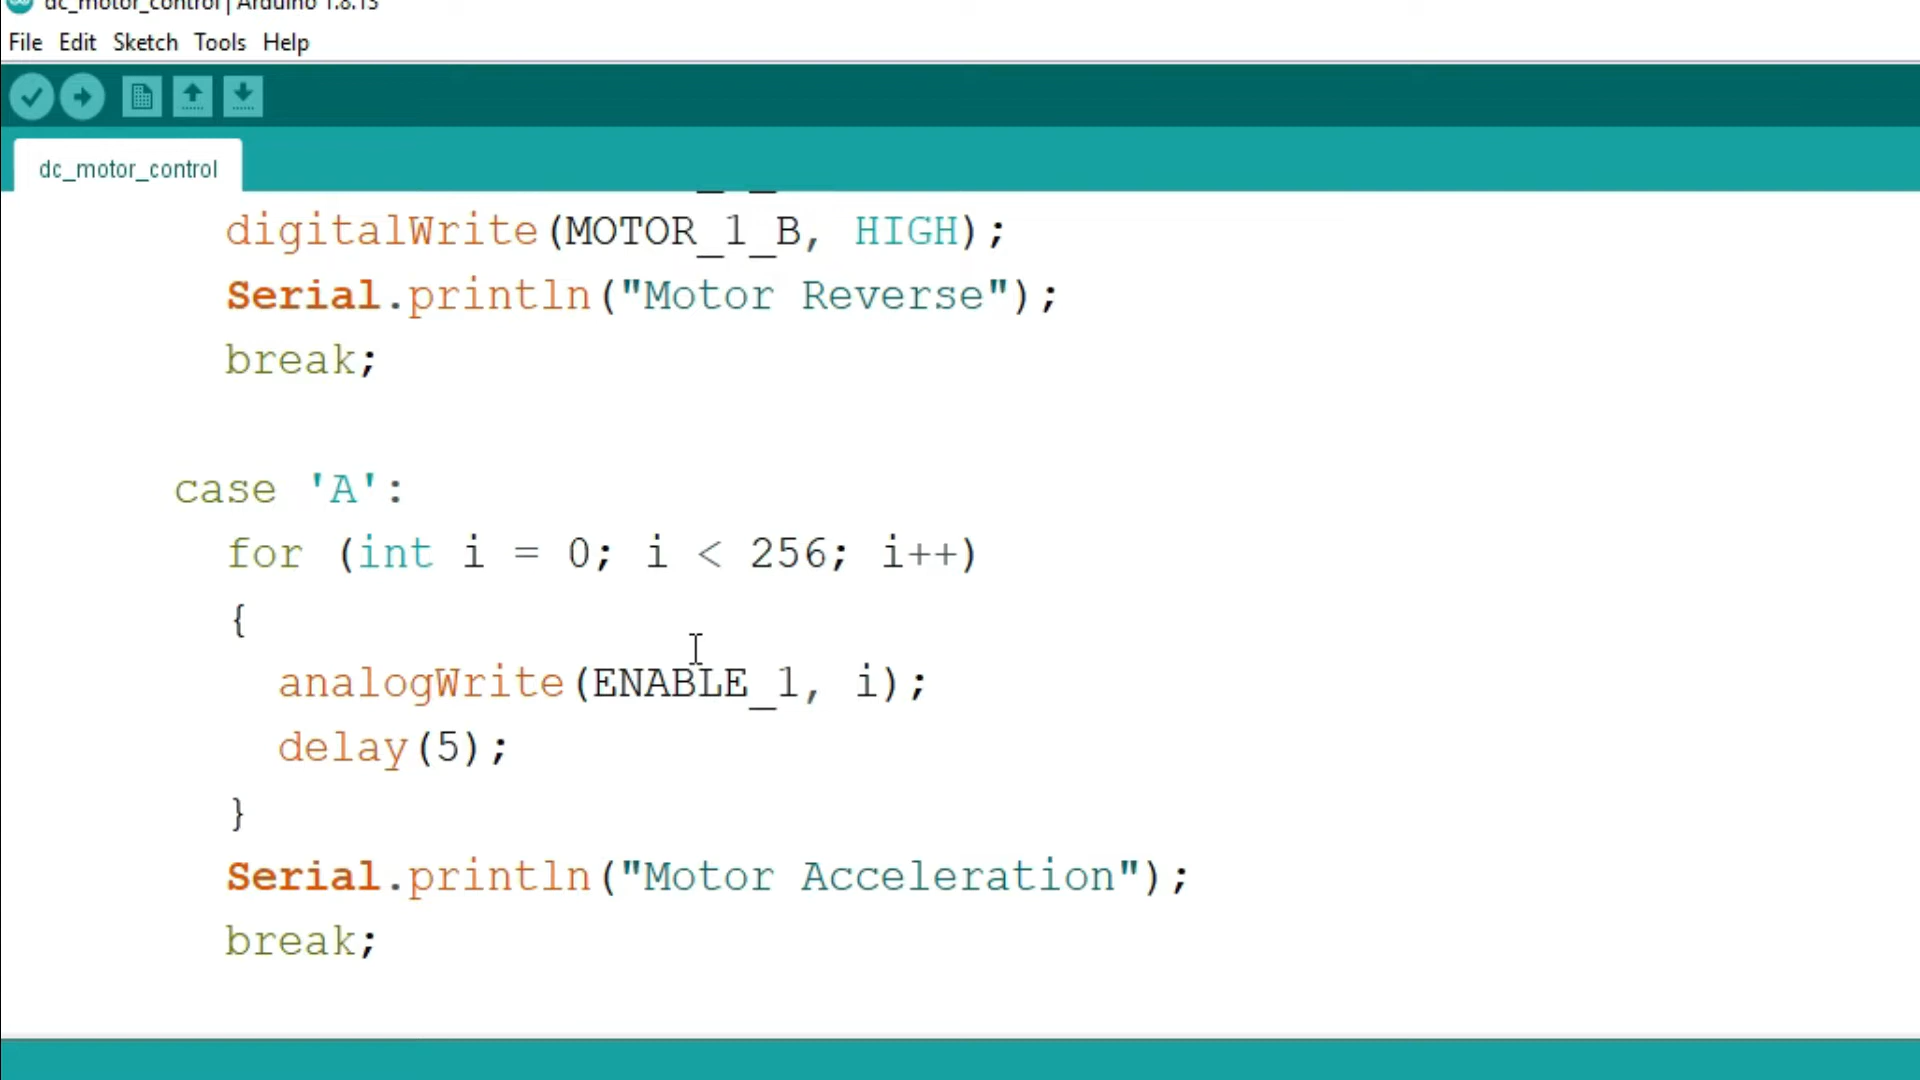 dc_motor_control | Arduino 1.8.13
File Edit Sketch Tools Help
dc_motor_control
digitalWrite(MOTOR_1_B, HIGH);
Serial.println("Motor Reverse");
break;
case 'A':
for (int i = 0; i < 256; i++)
{
analogWrite(ENABLE_1, i);
delay(5);
}
Serial.println("Motor Acceleration");
break;